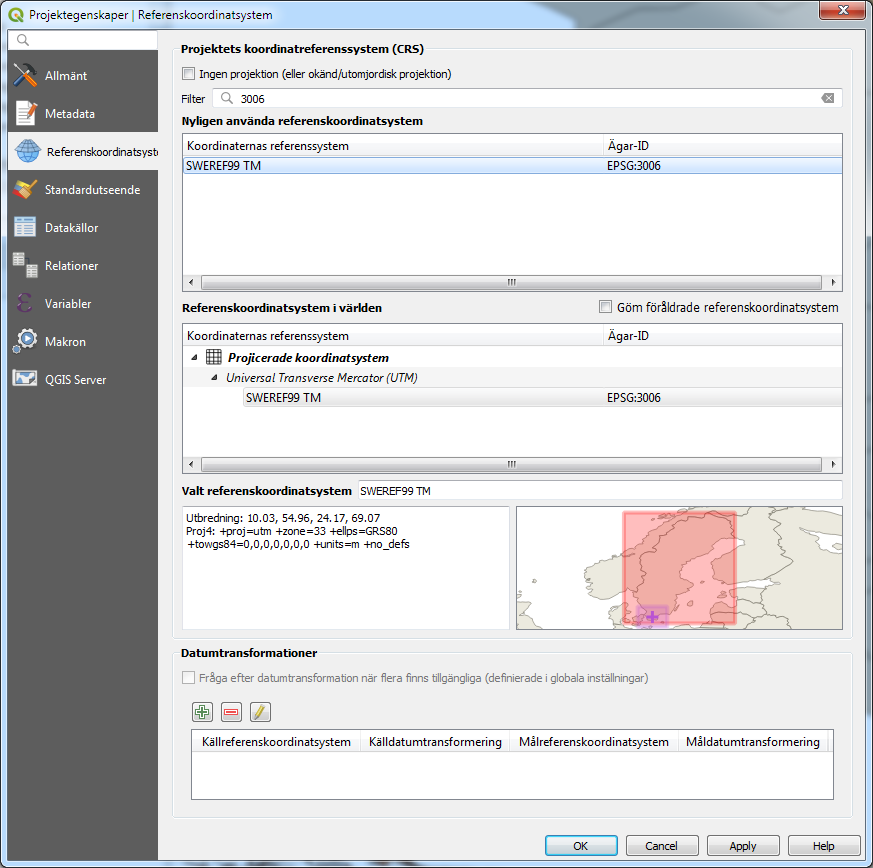 Projektegenskaper | Referenskoordinatsystem
Allmänt
Metadata
Referenskoordinatsyste
Standardutseende
Datakällor
Relationer
Variabler
Makron
QGIS Server
Projektets koordinatreferenssystem (CRS)
Ingen projektion (eller okänd/utomjordisk projektion)
Filter 3006
Nyligen använda referenskoordinatsystem
Koordinaternas referenssystem Ägar-ID
SWEREF99 TM EPSG:3006
Referenskoordinatsystem i världen Göm föråldrade referenskoordinatsystem
Koordinaternas referenssystem Ägar-ID
Projicerade koordinatsystem
Universal Transverse Mercator (UTM)
SWEREF99 TM EPSG:3006
Valt referenskoordinatsystem SWEREF99 TM
Utbredning: 10.03, 54.96, 24.17, 69.07
Proj4: +proj=utm +zone=33 +ellps=GRS80
+towgs84=0,0,0,0,0,0,0 +units=m +no_defs
Datumtransformationer
Fråga efter datumtransformation när flera finns tillgängliga (definierade i globala inställningar)
Källreferenskoordinatsystem Källdatumtransformering Målreferenskoordinatsystem Måldatumtransformering
OK Cancel Apply Help